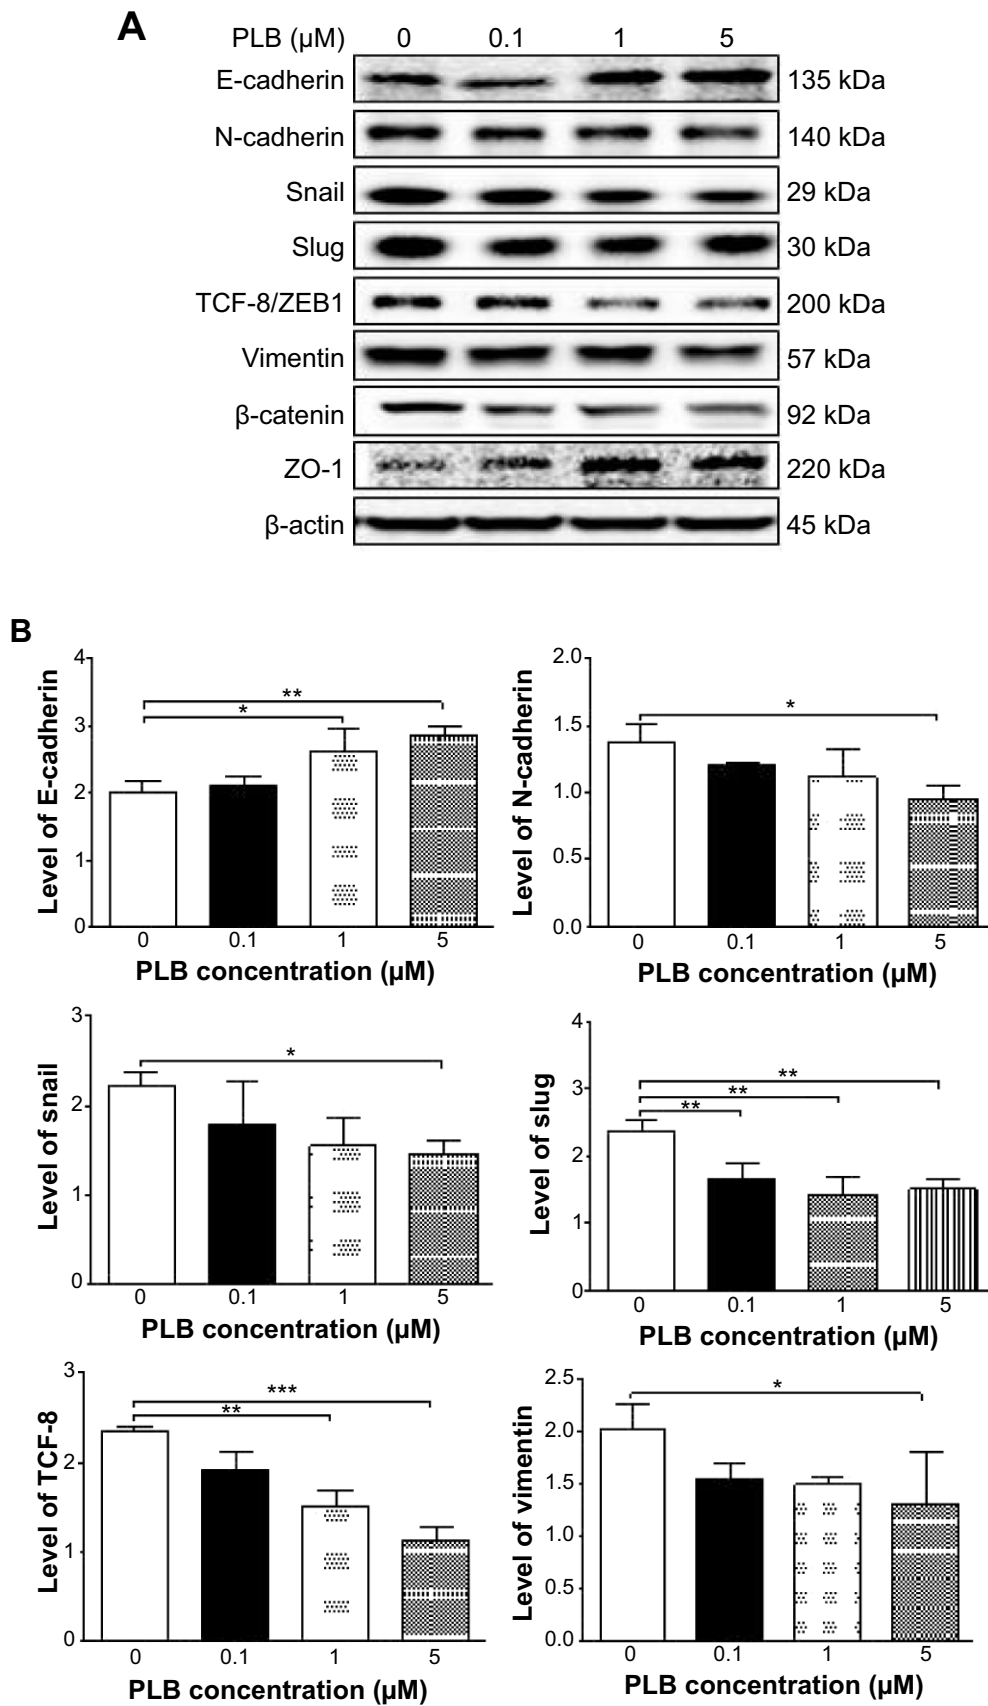 A
PLB (µM) 0 0.1 1 5
E-cadherin 135 kDa
N-cadherin 140 kDa
Snail 29 kDa
Slug 30 kDa
TCF-8/ZEB1 200 kDa
Vimentin 57 kDa
β-catenin 92 kDa
ZO-1 220 kDa
β-actin 45 kDa
B
Level of E-cadherin
4
3
2
1
0
**
*
0 0.1 1 5
PLB concentration (µM)
Level of N-cadherin
2.0
1.5
1.0
0.5
0.0
*
0 0.1 1 5
PLB concentration (µM)
Level of snail
3
2
1
0
*
0 0.1 1 5
PLB concentration (µM)
Level of slug
4
3
2
1
0
**
**
**
0 0.1 1 5
PLB concentration (µM)
Level of TCF-8
3
2
1
0
***
**
0 0.1 1 5
PLB concentration (µM)
Level of vimentin
2.5
2.0
1.5
1.0
0.5
0.0
*
0 0.1 1 5
PLB concentration (µM)